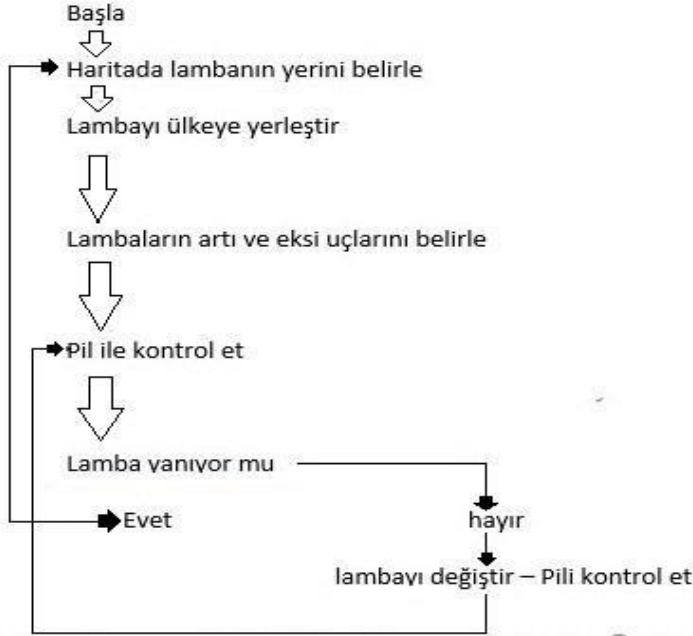 Başla
Haritada lambanın yerini belirle
Lambayı ülkeye yerleştir
Lambaların artı ve eksi uçlarını belirle
Pil ile kontrol et
Lamba yanıyor mu
Evet
hayır
lambayı değiştir – Pili kontrol et